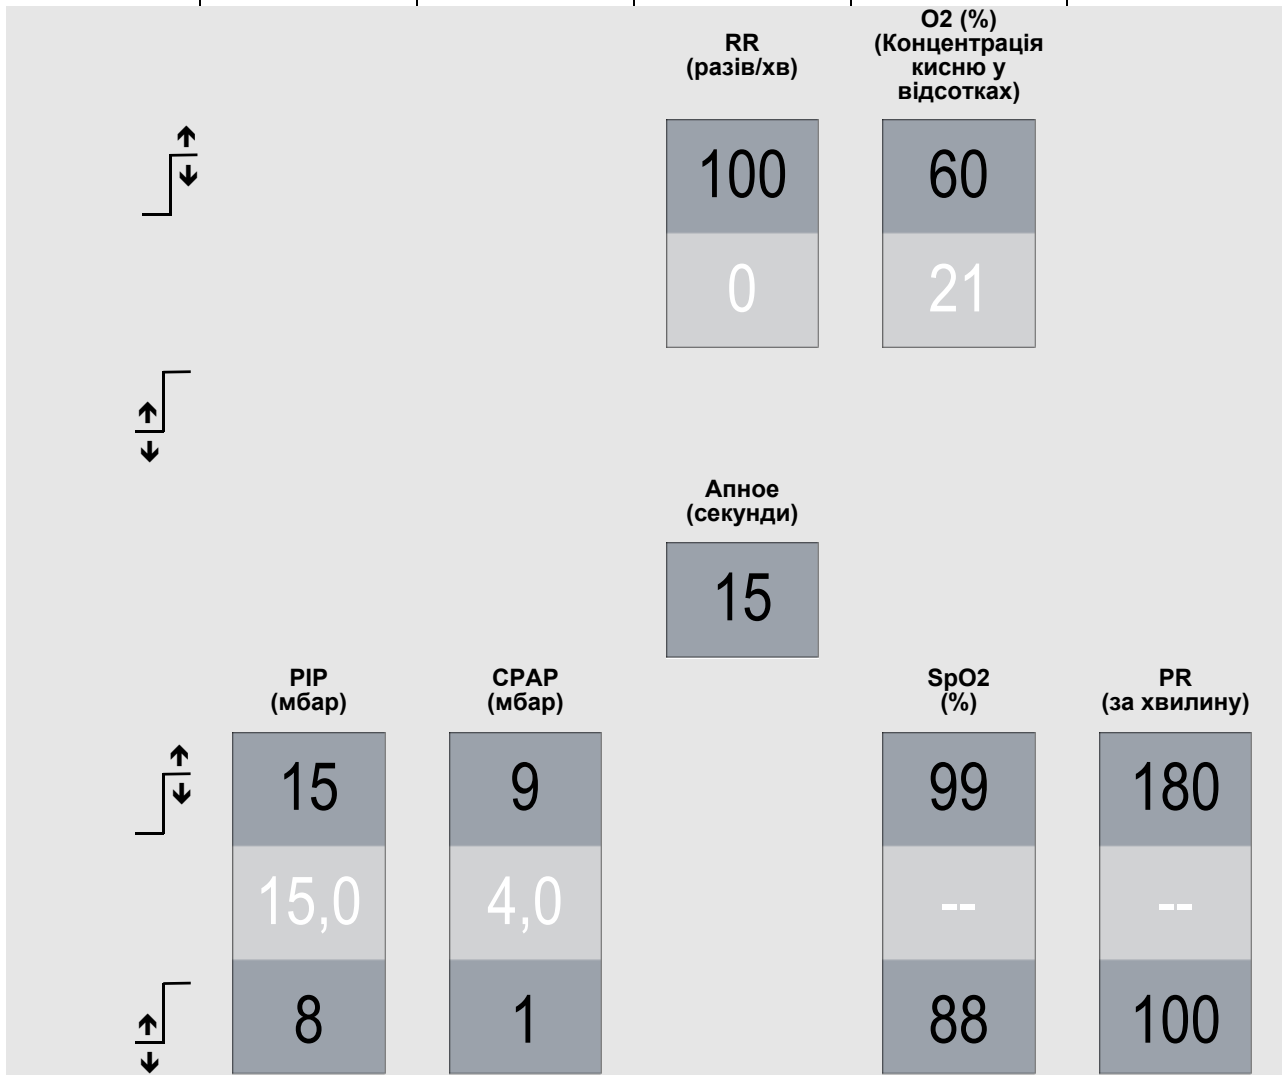 RR
(разів/хв)
O2 (%)
(Концентрація
кисню у
відсотках)
100
60
0
21
Апное
(секунди)
15
PIP
(мбар)
CPAP
(мбар)
SpO2
(%)
PR
(за хвилину)
15
9
99
180
15,0
4,0
--
--
8
1
88
100